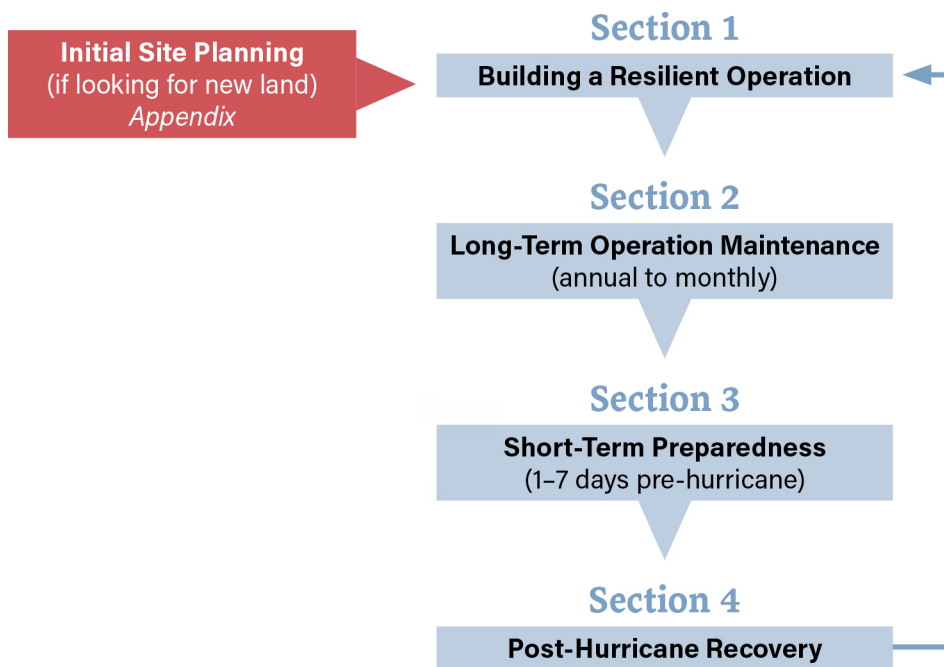 Initial Site Planning
(if looking for new land)
Appendix
Section 1
Building a Resilient Operation
Section 2
Long-Term Operation Maintenance
(annual to monthly)
Section 3
Short-Term Preparedness
(1–7 days pre-hurricane)
Section 4
Post-Hurricane Recovery